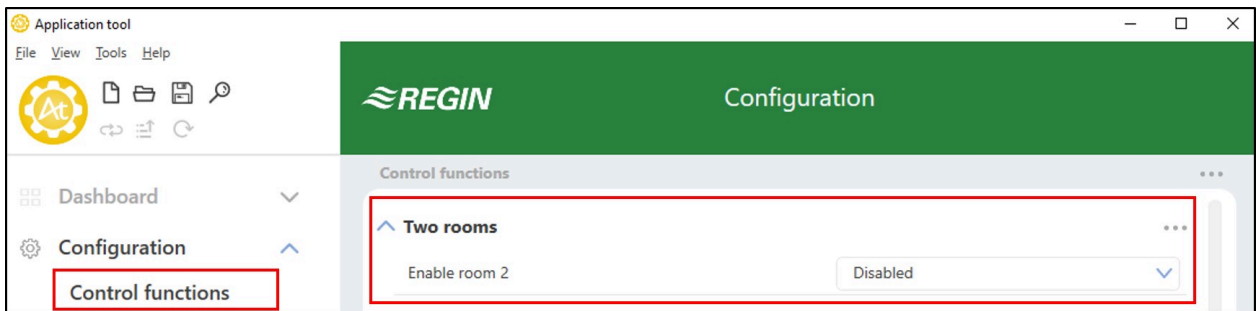 Application tool
File View Tools Help
At
REGIN
Configuration
Control functions
Dashboard
Two rooms
Configuration
Enable room 2
Disabled
Control functions